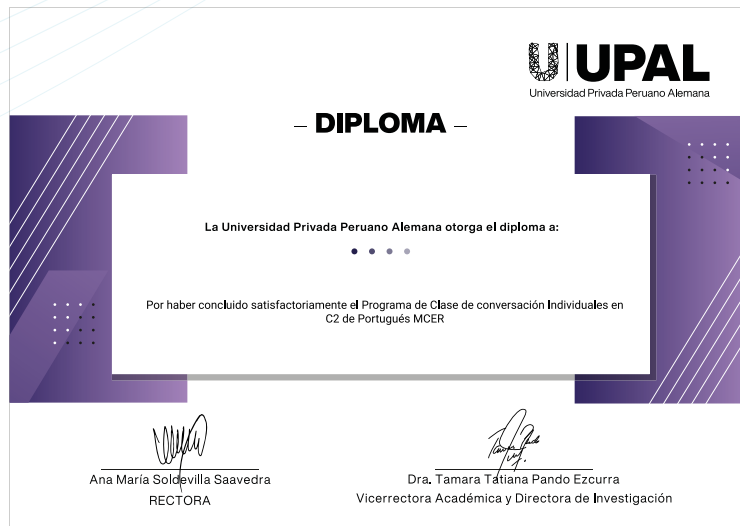 UPAL
Universidad Privada Peruano Alemana
– DIPLOMA –
La Universidad Privada Peruano Alemana otorga el diploma a:
Por haber concluido satisfactoriamente el Programa de Clase de conversación Individuales en
C2 de Portugués MCER
Ana María Soldevilla Saavedra
RECTORA
Dra. Tamara Tatiana Pando Ezcurra
Vicerrectora Académica y Directora de Investigación